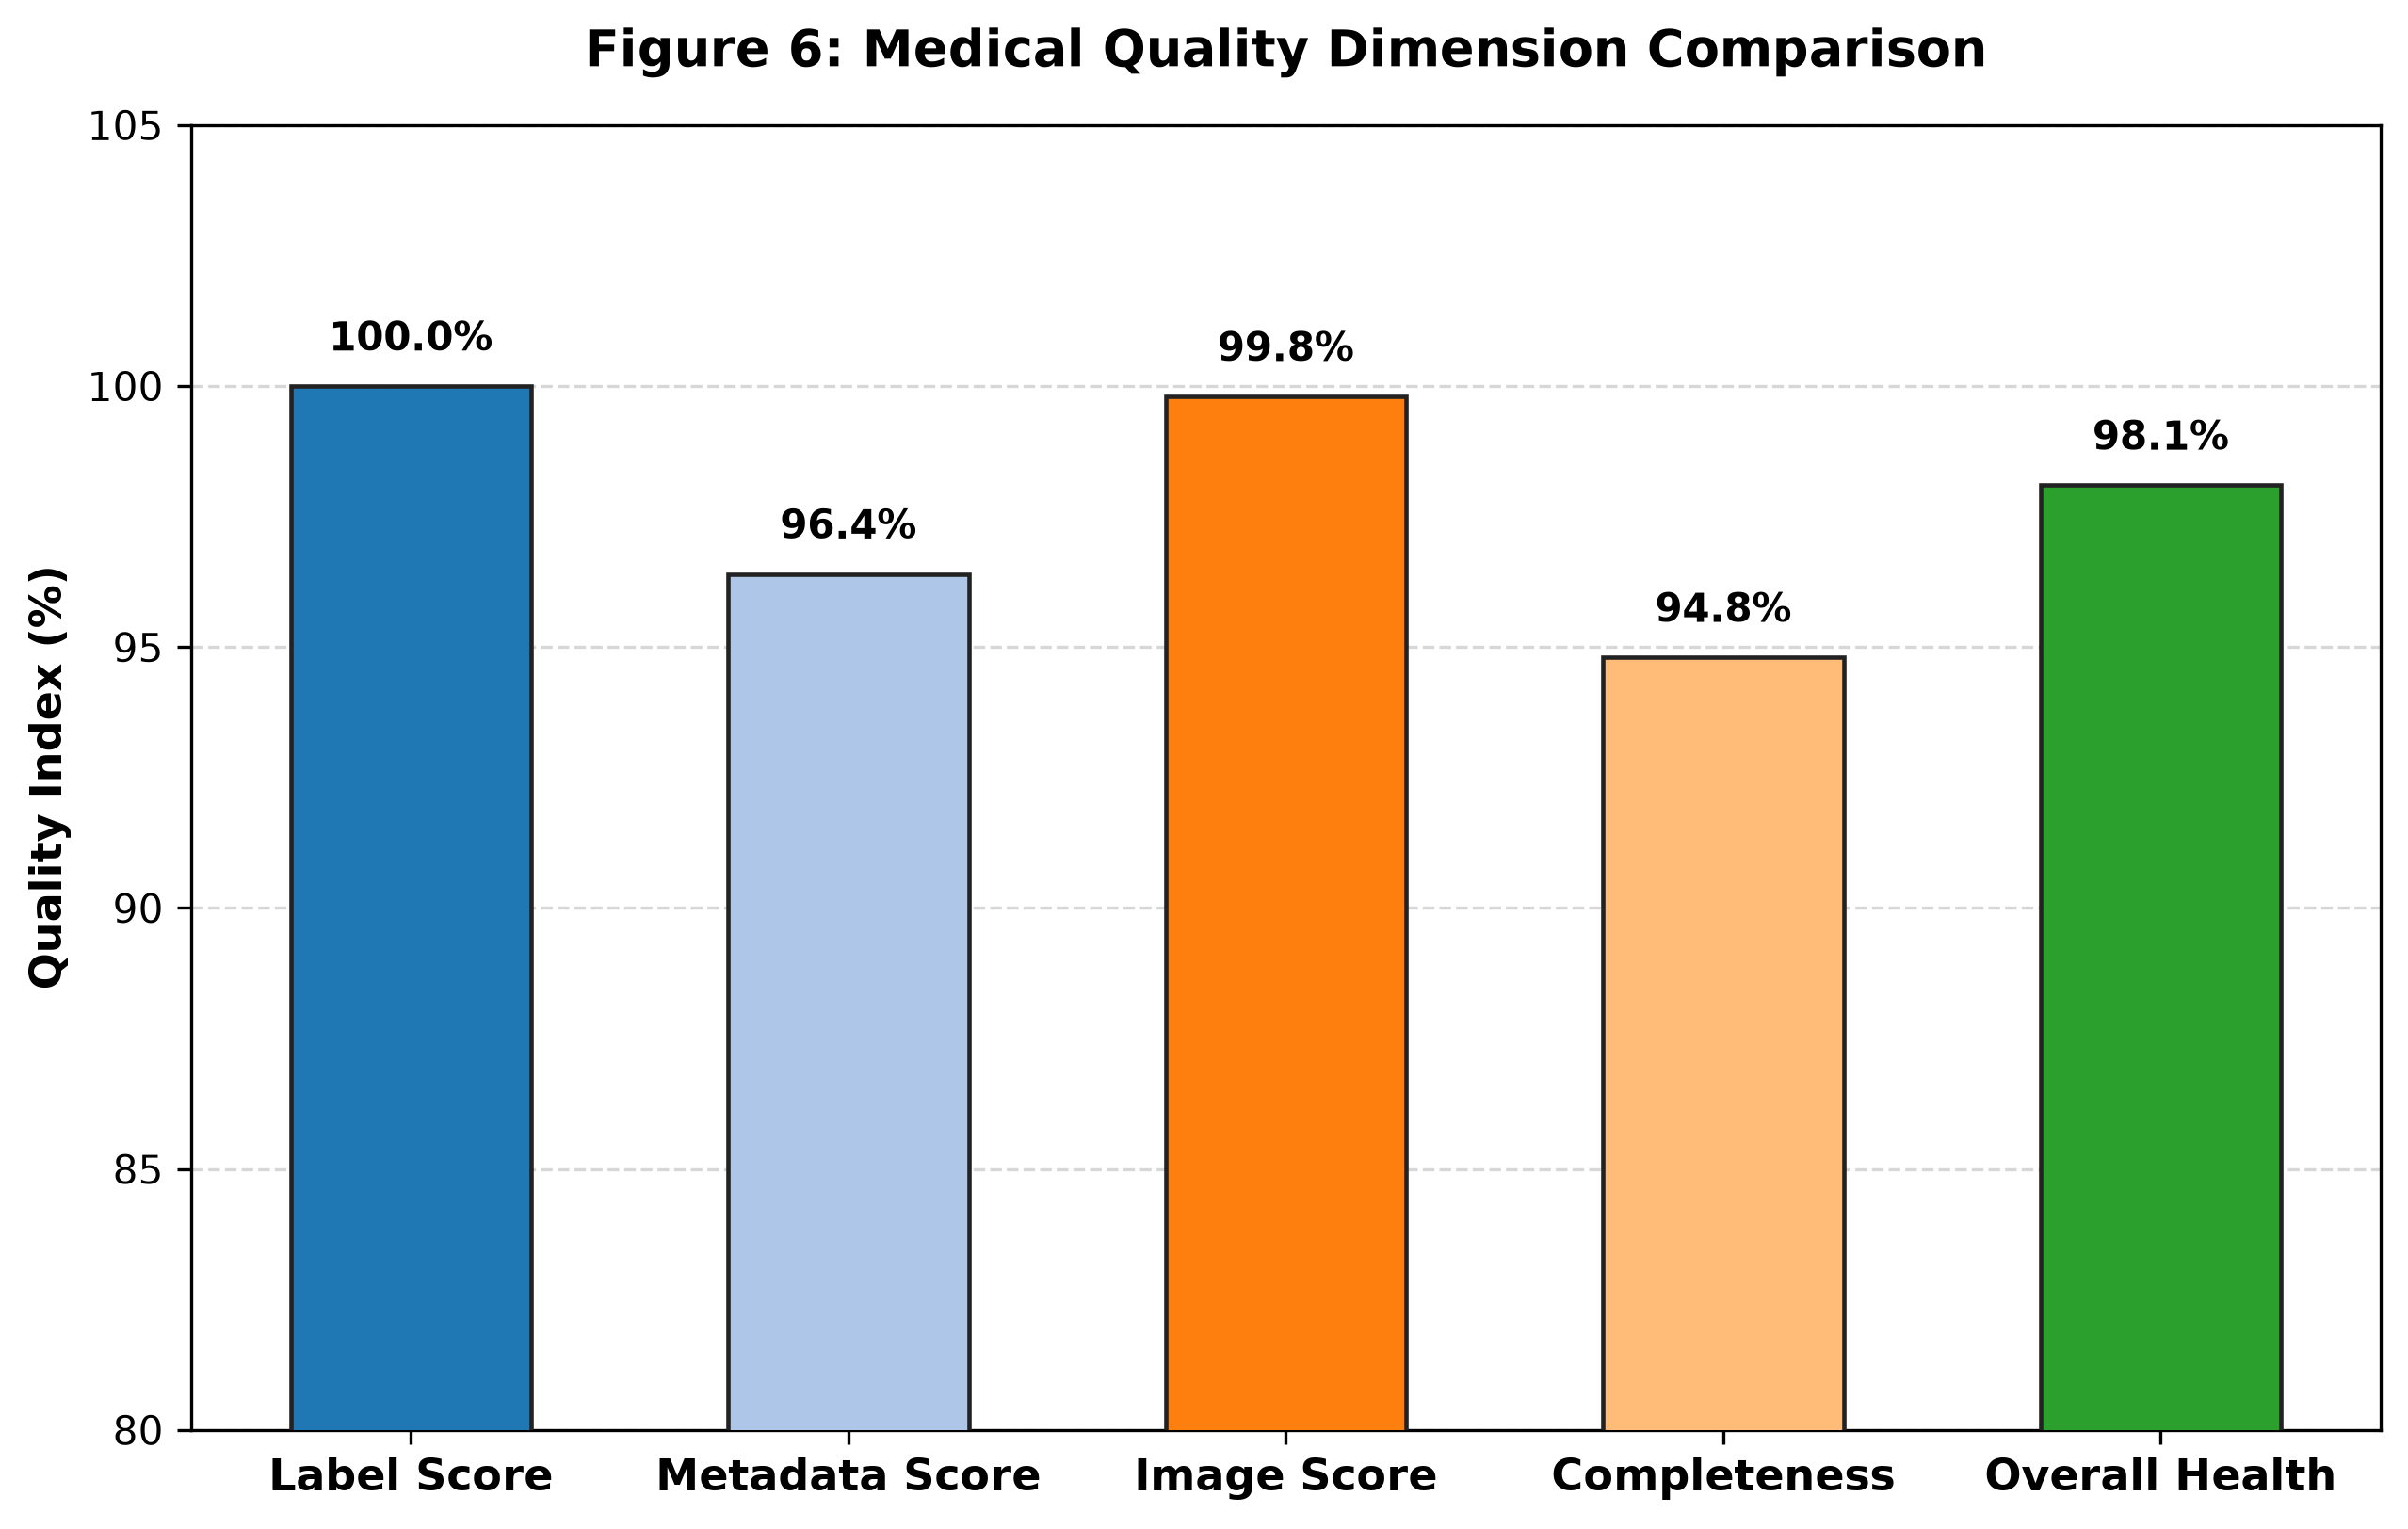 Figure 6: Medical Quality Dimension Comparison
105
100
95
90
85
80
Quality Index (%)
100.0%
96.4%
99.8%
94.8%
98.1%
Label Score
Metadata Score
Image Score
Completeness
Overall Health